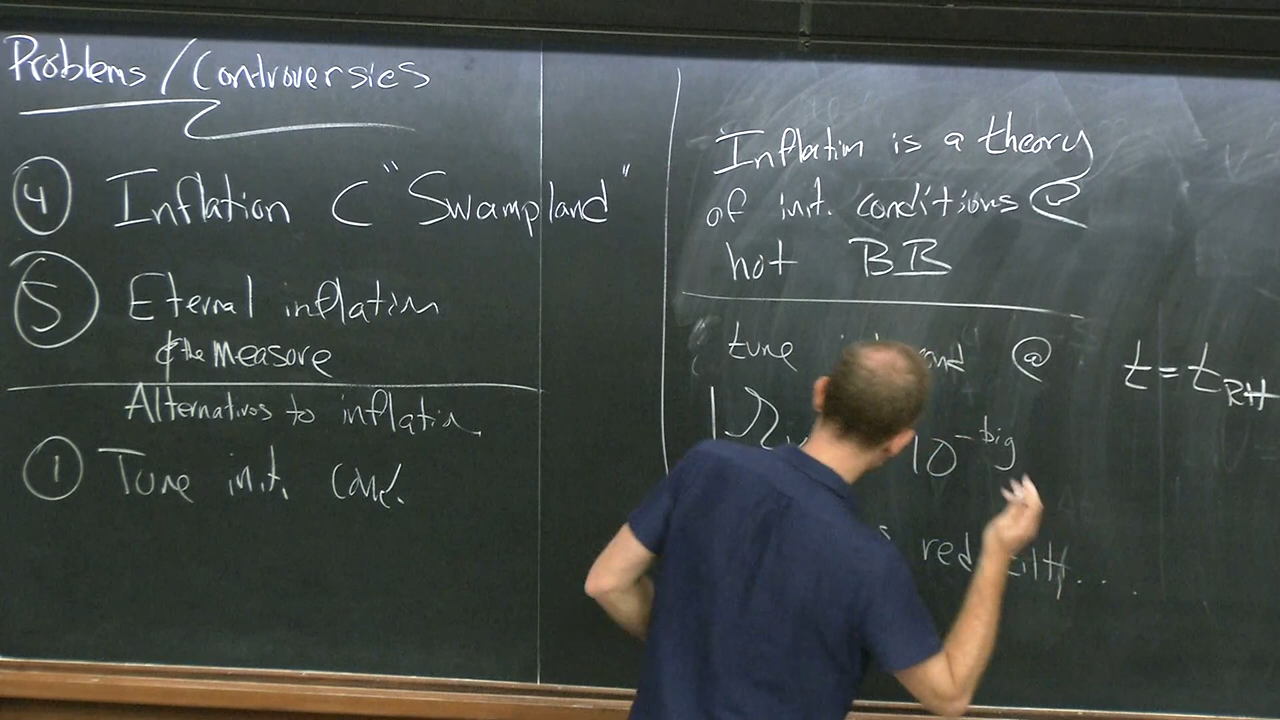 Problems / Controversies
④ Inflation ⊂ "Swampland"
⑤ Eternal inflation
& the measure
Alternatives to inflation
① Tune init. cond.
Inflation is a theory
of init. conditions @
hot BB
tune @ t = t_RH
10^-big
red tilt...